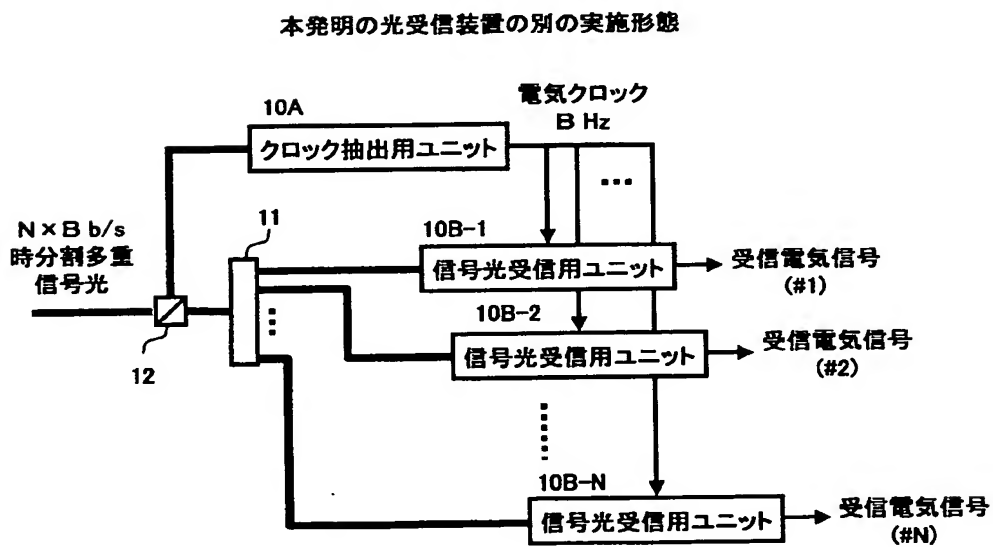 本発明の光受信装置の別の実施形態
10A
電気クロック
B Hz
クロック抽出用ユニット
N×B b/s
時分割多重
信号光
11
10B-1
信号光受信用ユニット
受信電気信号
(#1)
10B-2
信号光受信用ユニット
受信電気信号
(#2)
12
10B-N
信号光受信用ユニット
受信電気信号
(#N)